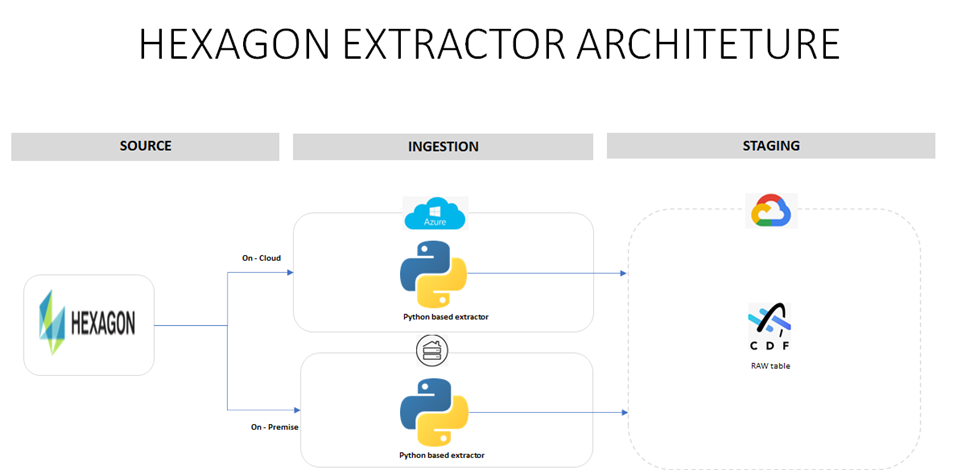 HEXAGON EXTRACTOR ARCHITETURE
SOURCE
INGESTION
STAGING
Azure
On - Cloud
Python based extractor
HEXAGON
CDF
RAW table
On - Premise
Python based extractor